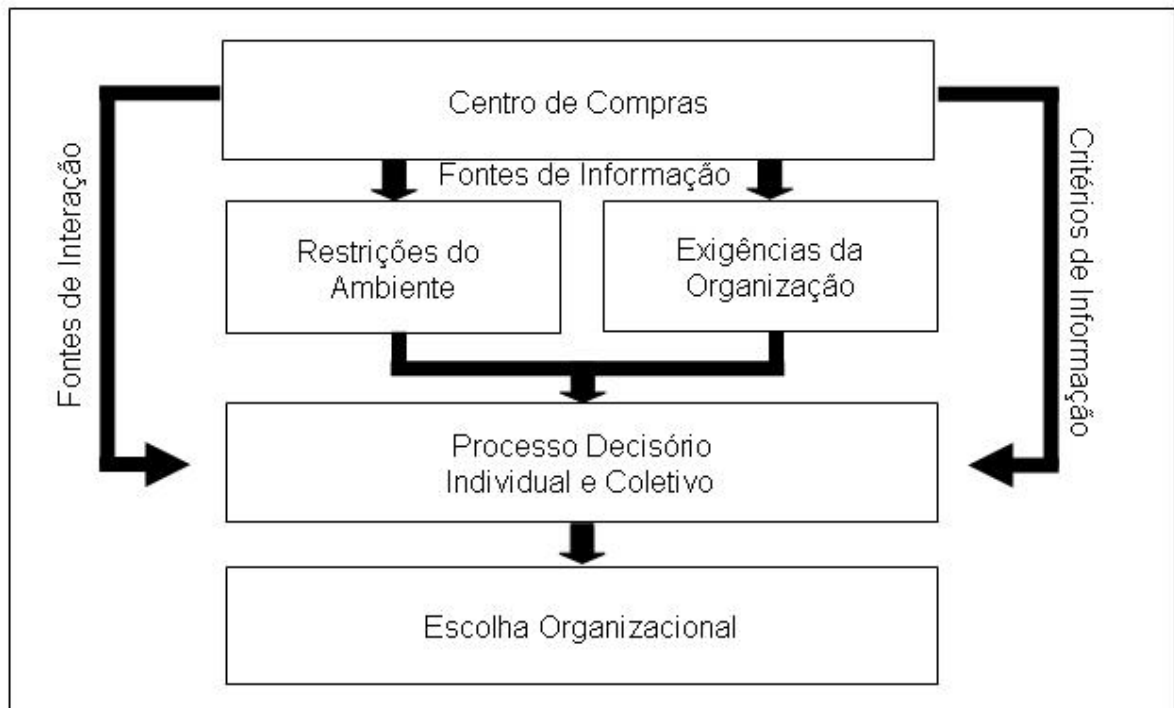 Centro de Compras
Fontes de Interação
Fontes de Informação
Critérios de Informação
Restrições do
Ambiente
Exigências da
Organização
Processo Decisório
Individual e Coletivo
Escolha Organizacional